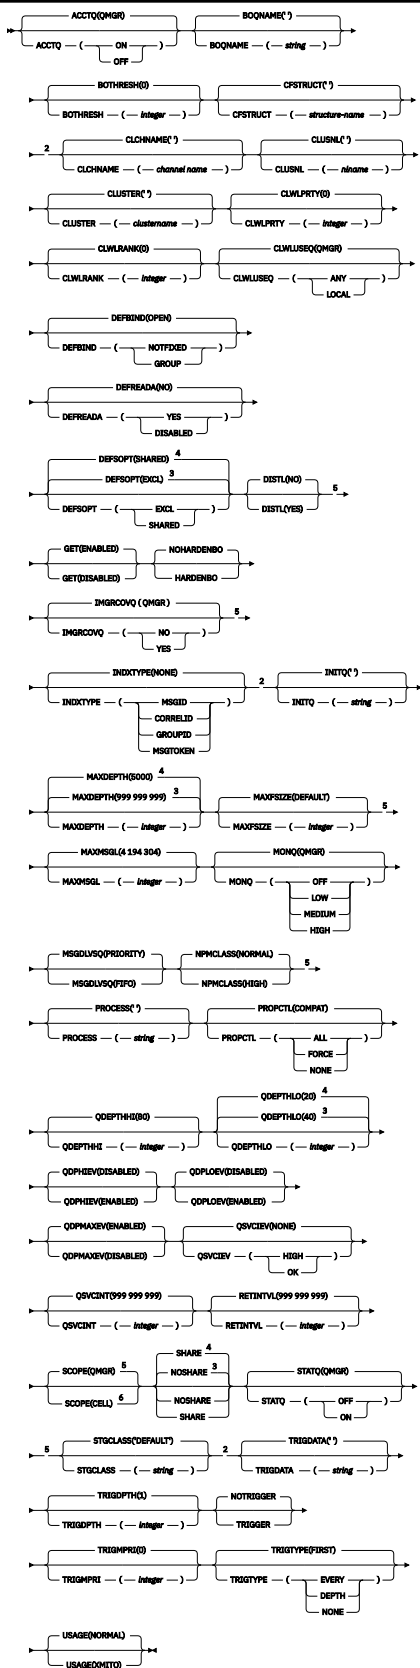 ACCTQ(QMGR) BOQNAME(' ')
ACCTQ ( ON ) BOQNAME ( string )
OFF
BOTHRESH(0) CFSTRUCT(' ')
BOTHRESH ( integer ) CFSTRUCT ( structure-name )
2 CLCHNAME(' ') CLUSNL(' ')
CLCHNAME ( channel name ) CLUSNL ( nlname )
CLUSTER(' ') CLWLPRTY(0)
CLUSTER ( clustername ) CLWLPRTY ( integer )
CLWLRANK(0) CLWLUSEQ(QMGR)
CLWLRANK ( integer ) CLWLUSEQ ( ANY )
LOCAL
DEFBIND(OPEN)
DEFBIND ( NOTFIXED )
GROUP
DEFREADA(NO)
DEFREADA ( YES )
DISABLED
DEFSOPT(SHARED) 4
DEFSOPT(EXCL) 3 DISTL(NO) 5
DEFSOPT ( EXCL ) DISTL(YES)
SHARED
GET(ENABLED) NOHARDENBO
GET(DISABLED) HARDENBO
IMGRCOVQ ( QMGR ) 5
IMGRCOVQ ( NO )
YES
INDXTYPE(NONE) 2 INITQ(' ')
INDXTYPE ( MSGID ) INITQ ( string )
CORRELID
GROUPID
MSGTOKEN
MAXDEPTH(5000) 4
MAXDEPTH(999 999 999) 3 MAXFSIZE(DEFAULT) 5
MAXDEPTH ( integer ) MAXFSIZE ( integer )
MAXMSGL(4 194 304) MONQ(QMGR)
MAXMSGL ( integer ) MONQ ( OFF )
LOW
MEDIUM
HIGH
MSGDLVSQ(PRIORITY) NPMCLASS(NORMAL) 5
MSGDLVSQ(FIFO) NPMCLASS(HIGH)
PROCESS(' ') PROPCTL(COMPAT)
PROCESS ( string ) PROPCTL ( ALL )
FORCE
NONE
QDEPTHLO(20) 4
QDEPTHHI(80) QDEPTHLO(40) 3
QDEPTHHI ( integer ) QDEPTHLO ( integer )
QDPHIEV(DISABLED) QDPLOEV(DISABLED)
QDPHIEV(ENABLED) QDPLOEV(ENABLED)
QDPMAXEV(ENABLED) QSVCIEV(NONE)
QDPMAXEV(DISABLED) QSVCIEV ( HIGH )
OK
QSVCINT(999 999 999) RETINTVL(999 999 999)
QSVCINT ( integer ) RETINTVL ( integer )
SHARE 4
SCOPE(QMGR) 5 NOSHARE 3 STATQ(QMGR)
SCOPE(CELL) 6 NOSHARE STATQ ( OFF )
SHARE ON
5 STGCLASS('DEFAULT') 2 TRIGDATA(' ')
STGCLASS ( string ) TRIGDATA ( string )
TRIGDPTH(1) NOTRIGGER
TRIGDPTH ( integer ) TRIGGER
TRIGMPRI(0) TRIGTYPE(FIRST)
TRIGMPRI ( integer ) TRIGTYPE ( EVERY )
DEPTH
NONE
USAGE(NORMAL)
USAGE(XMITQ)